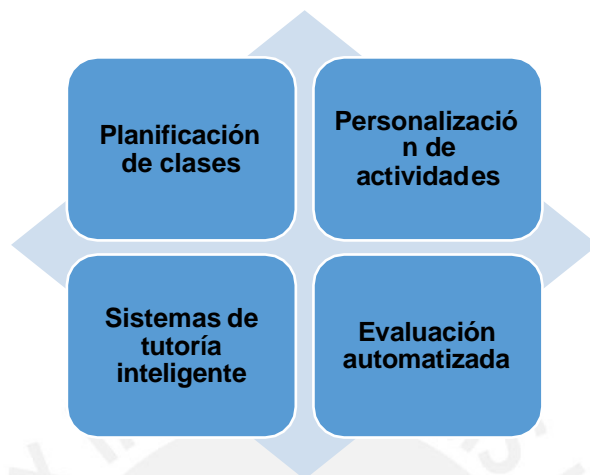 Planificación
de clases
Personalizació
n de
actividades
Sistemas de
tutoría
inteligente
Evaluación
automatizada